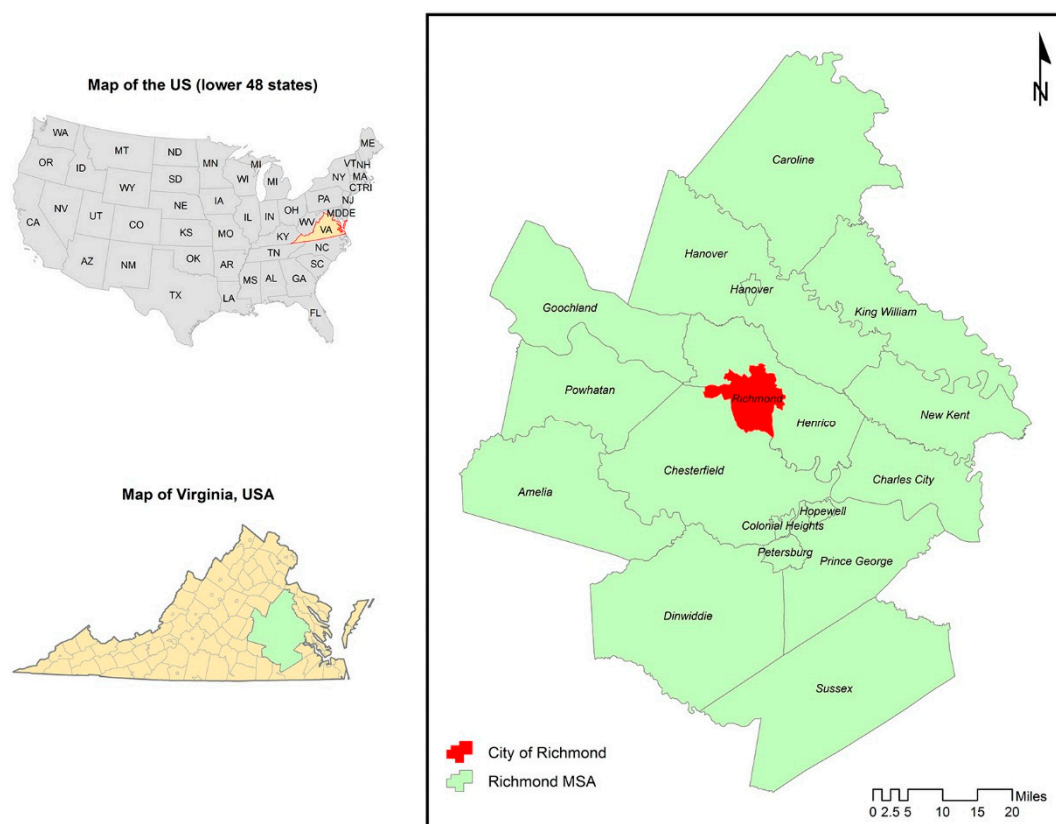 Map of the US (lower 48 states)
WA
OR
ID
MT
ND
MN
MI
ME
VT
NH
NY
MA
CT
RI
WI
MI
SD
WY
NE
IA
PA
NJ
NV
UT
CO
KS
MO
IL
IN
OH
WV
MD
DE
VA
CA
KY
AZ
NM
OK
AR
TN
NC
SC
TX
LA
MS
AL
GA
FL
Map of Virginia, USA
N
Caroline
Hanover
Hanover
Goochland
King William
Powhatan
Richmond
Henrico
New Kent
Chesterfield
Amelia
Charles City
Hopewell
Colonial Heights
Petersburg
Prince George
Dinwiddie
Sussex
City of Richmond
Richmond MSA
0 2.5 5 10 15 20 Miles